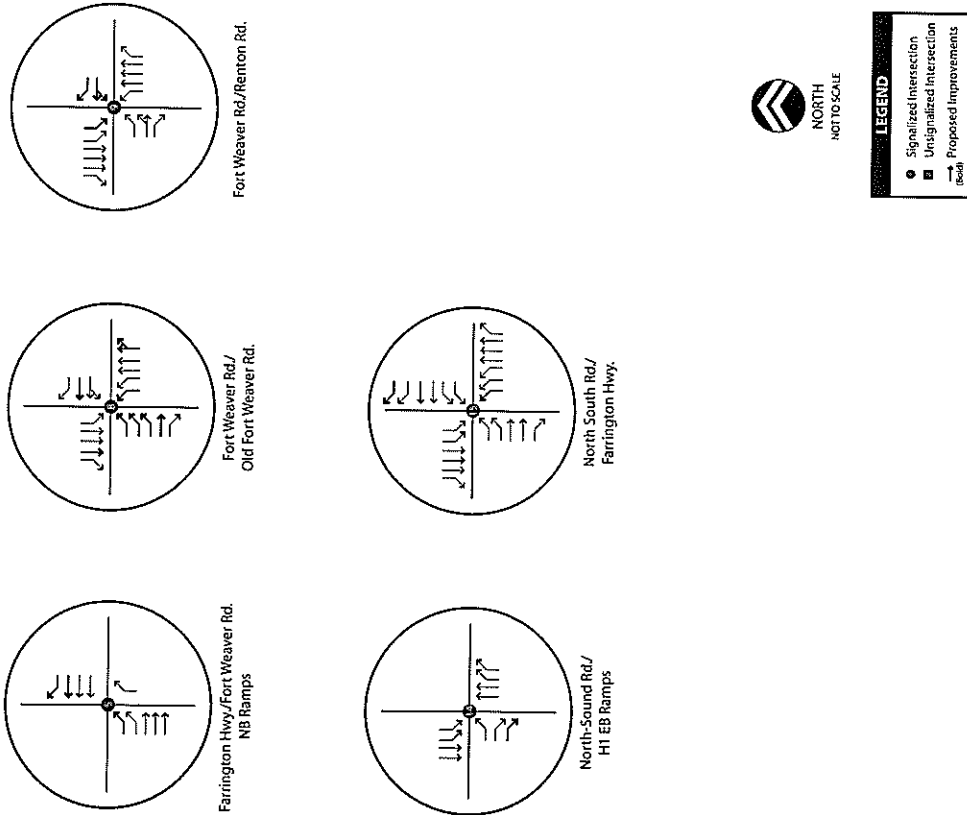 Fort Weaver Rd./Renton Rd.
Fort Weaver Rd./
Old Fort Weaver Rd.
Farrington Hwy./Fort Weaver Rd.
NB Ramps
North South Rd./
Farrington Hwy.
North-Sound Rd./
H1 EB Ramps
NORTH
NOT TO SCALE
LEGEND
Signalized Intersection
Unsignalized Intersection
Proposed Improvements
(Bold)